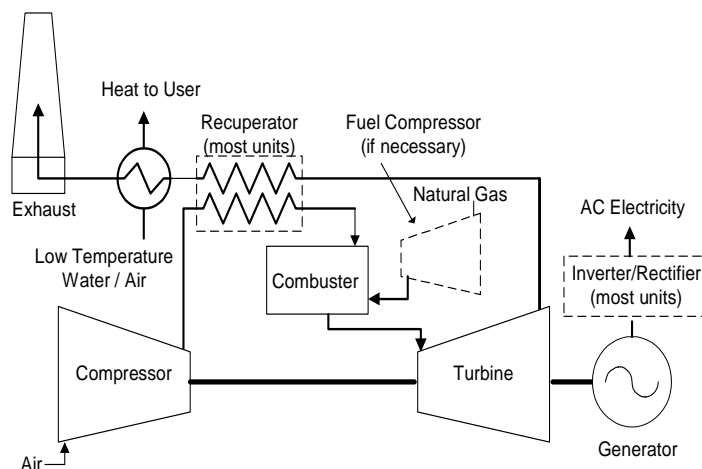 Heat to User
Recuperator
(most units)
Fuel Compressor
(if necessary)
Natural Gas
AC Electricity
Exhaust
Low Temperature
Water / Air
Combuster
Inverter/Rectifier
(most units)
Compressor
Turbine
Generator
Air